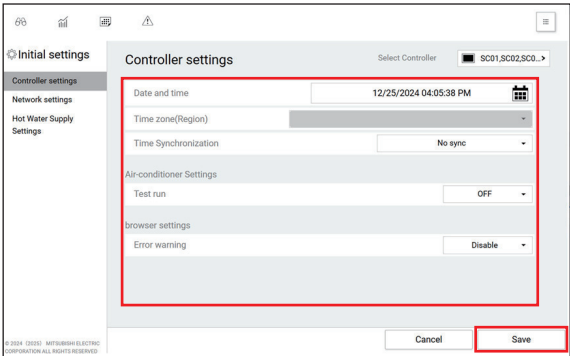 Initial settings
Controller settings
Network settings
Hot Water Supply
Settings
© 2024 (2025) MITSUBISHI ELECTRIC
CORPORATION ALL RIGHTS RESERVED
Controller settings
Select Controller
SC01,SC02,SC0...>
Date and time
12/25/2024 04:05:38 PM
Time zone(Region)
Time Synchronization
No sync
Air-conditioner Settings
Test run
OFF
browser settings
Error warning
Disable
Cancel
Save